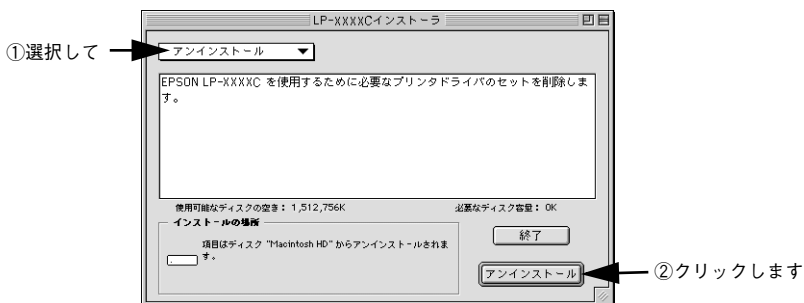 LP-XXXXCインストーラ
①選択して
アンインストール
EPSON LP-XXXXC を使用するために必要なプリンタドライバのセットを削除しま
す。
使用可能なディスクの空き： 1,512,756K
必要なディスク容量： 0K
インストールの場所
項目はディスク "Macintosh HD" からアンインストールされま
す。
終了
アンインストール
②クリックします